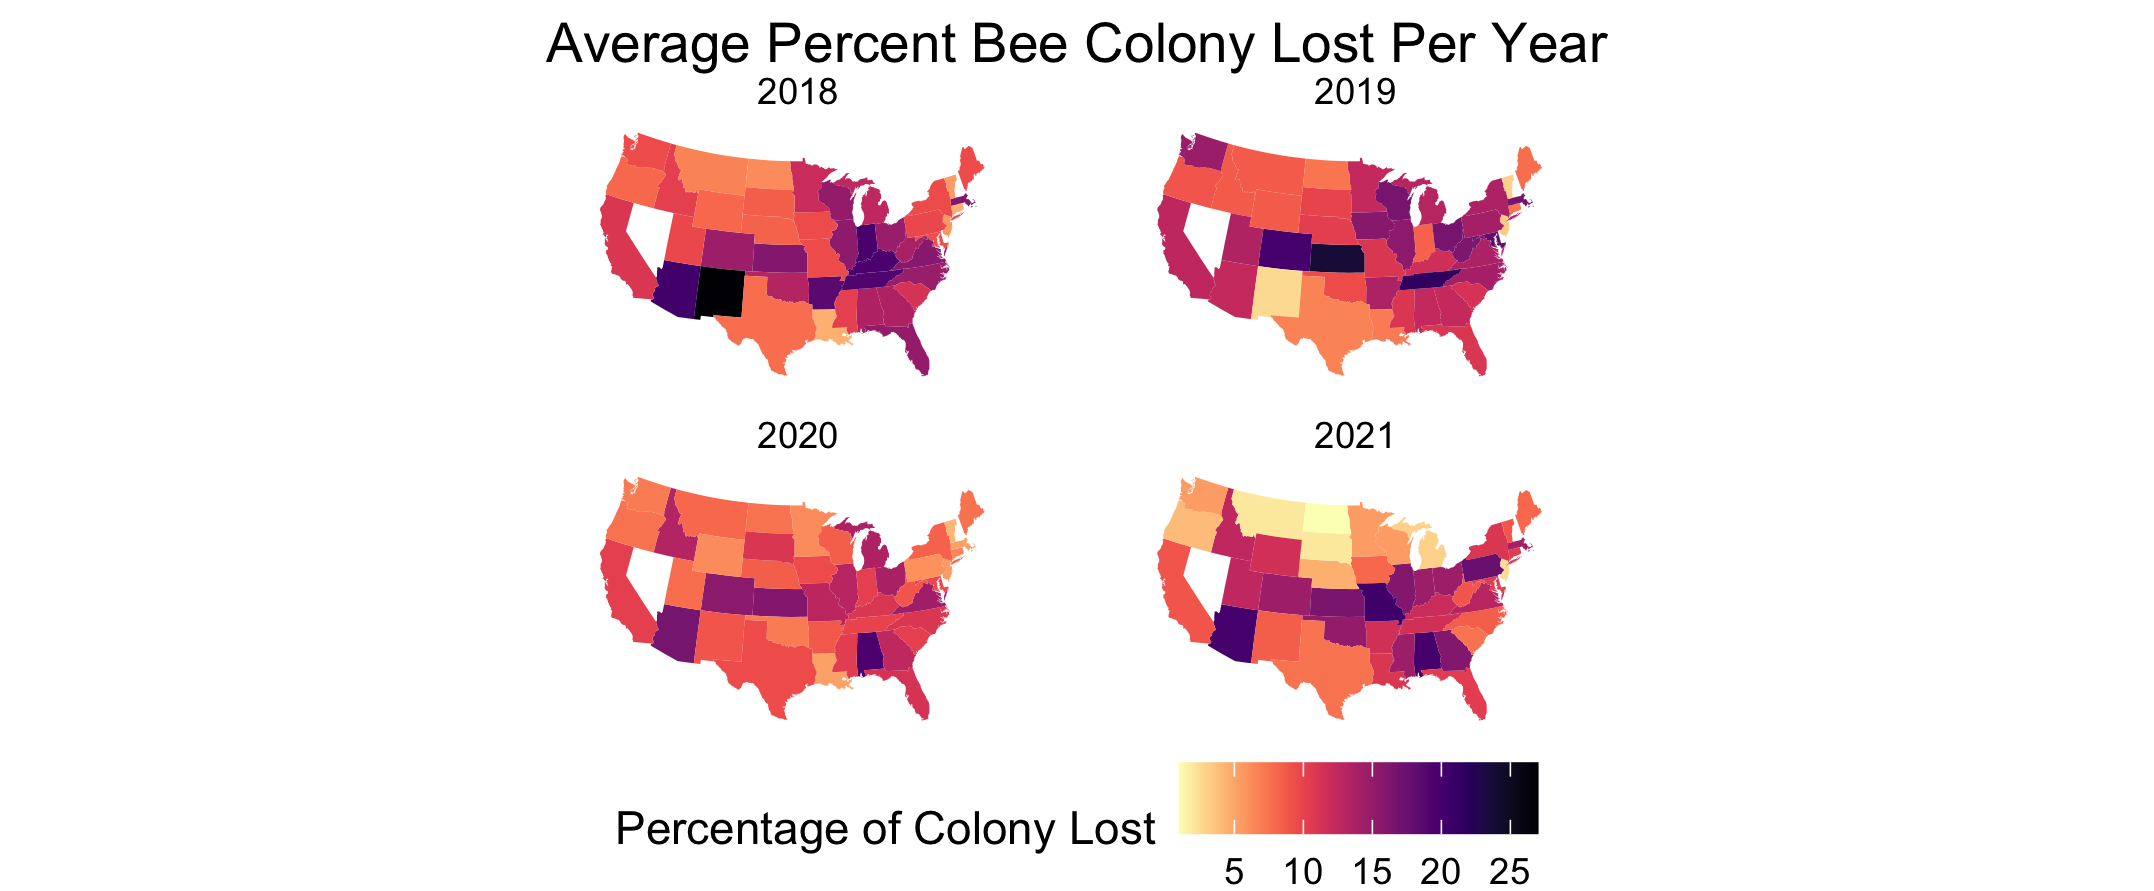 Average Percent Bee Colony Lost Per Year
2018
2019
2020
2021
Percentage of Colony Lost
5 10 15 20 25